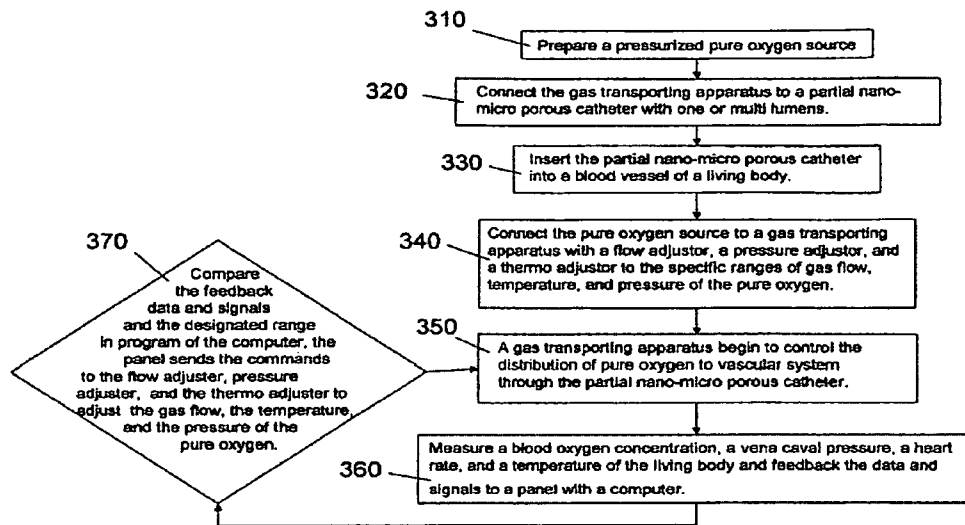 310
Prepare a pressurized pure oxygen source
320
Connect the gas transporting apparatus to a partial nano-
micro porous catheter with one or multi lumens.
330
Insert the partial nano-micro porous catheter
into a blood vessel of a living body.
340
Connect the pure oxygen source to a gas transporting
apparatus with a flow adjustor, a pressure adjustor, and
a thermo adjustor to the specific ranges of gas flow,
temperature, and pressure of the pure oxygen.
350
A gas transporting apparatus begin to control the
distribution of pure oxygen to vascular system
through the partial nano-micro porous catheter.
360
Measure a blood oxygen concentration, a vena caval pressure, a heart
rate, and a temperature of the living body and feedback the data and
signals to a panel with a computer.
370
Compare
the feedback
data and signals
and the designated range
in program of the computer, the
panel sends the commands
to the flow adjuster, pressure
adjuster, and the thermo adjuster to
adjust the gas flow, the temperature,
and the pressure of the
pure oxygen.